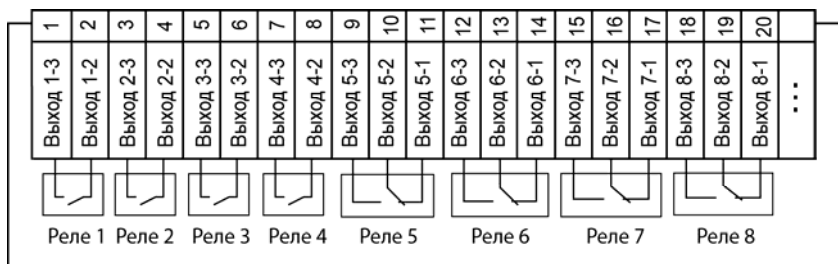 1 2 3 4 5 6 7 8 9 10 11 12 13 14 15 16 17 18 19 20
Выход 1-3 Выход 1-2 Выход 2-3 Выход 2-2 Выход 3-3 Выход 3-2 Выход 4-3 Выход 4-2 Выход 5-3 Выход 5-2 Выход 5-1 Выход 6-3 Выход 6-2 Выход 6-1 Выход 7-3 Выход 7-2 Выход 7-1 Выход 8-3 Выход 8-2 Выход 8-1 ...
Реле 1 Реле 2 Реле 3 Реле 4 Реле 5 Реле 6 Реле 7 Реле 8